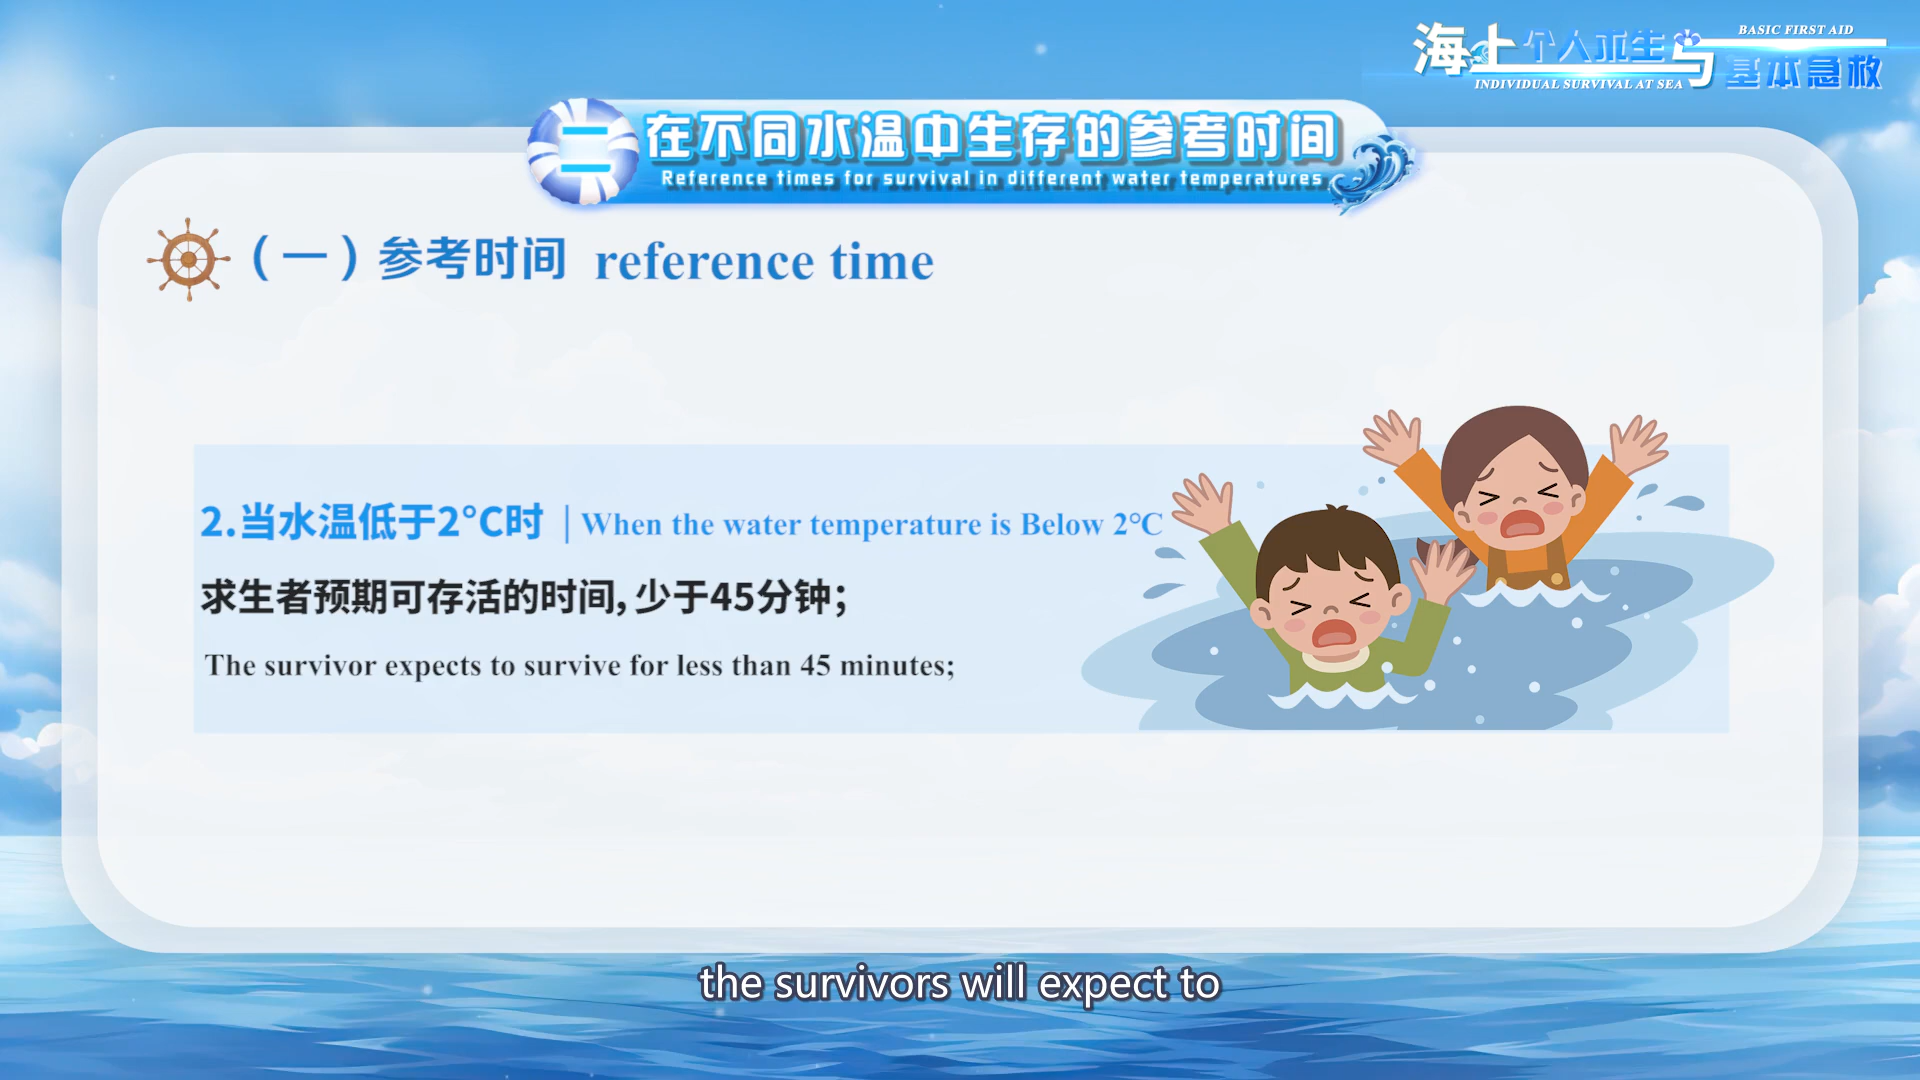 海上个人求生与基本急救
BASIC FIRST AID
INDIVIDUAL SURVIVAL AT SEA
二 在不同水温中生存的参考时间
Reference times for survival in different water temperatures
（一）参考时间 reference time
2.当水温低于2°C时 | When the water temperature is Below 2°C
求生者预期可存活的时间,少于45分钟;
The survivor expects to survive for less than 45 minutes;
the survivors will expect to